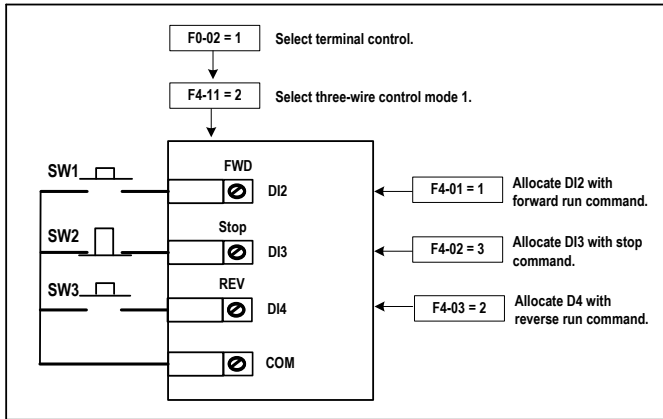 F0-02 = 1
Select terminal control.
F4-11 = 2
Select three-wire control mode 1.
SW1
FWD
DI2
F4-01 = 1
Allocate DI2 with
forward run command.
SW2
Stop
DI3
F4-02 = 3
Allocate DI3 with stop
command.
SW3
REV
DI4
F4-03 = 2
Allocate D4 with
reverse run command.
COM